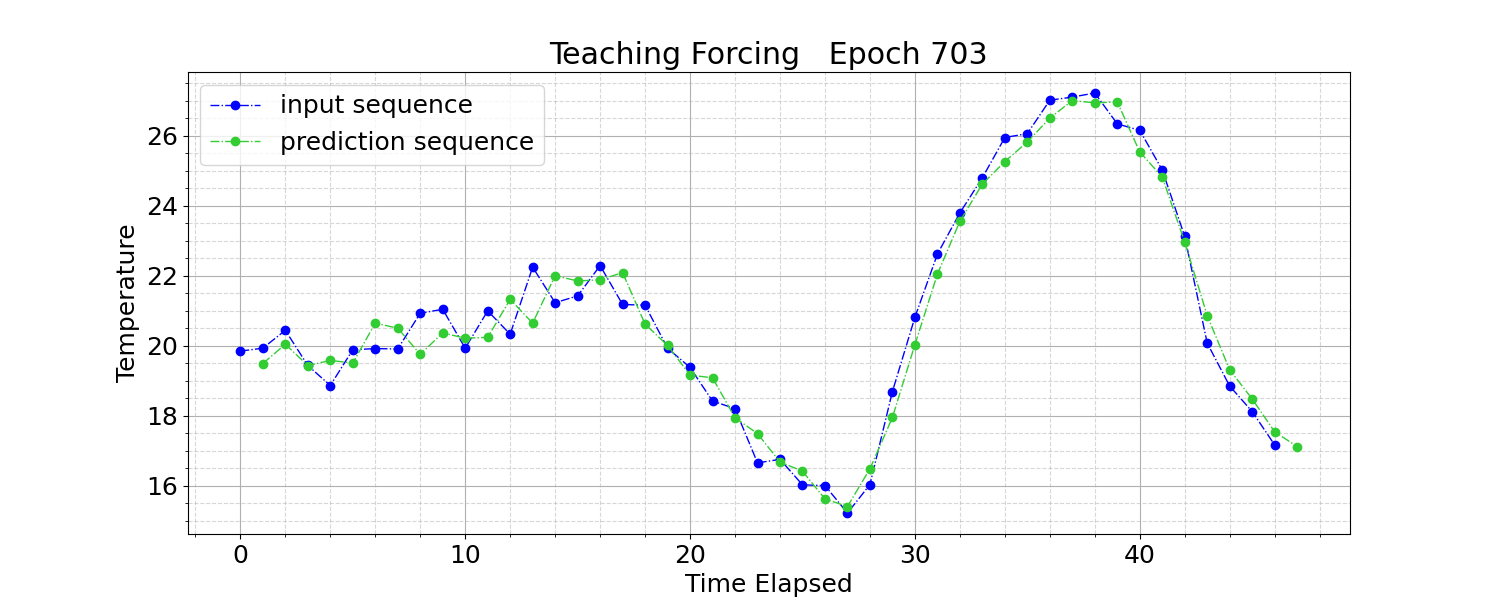 Teaching Forcing   Epoch 703
input sequence
prediction sequence
26
24
22
20
18
16
Temperature
0 10 20 30 40
Time Elapsed